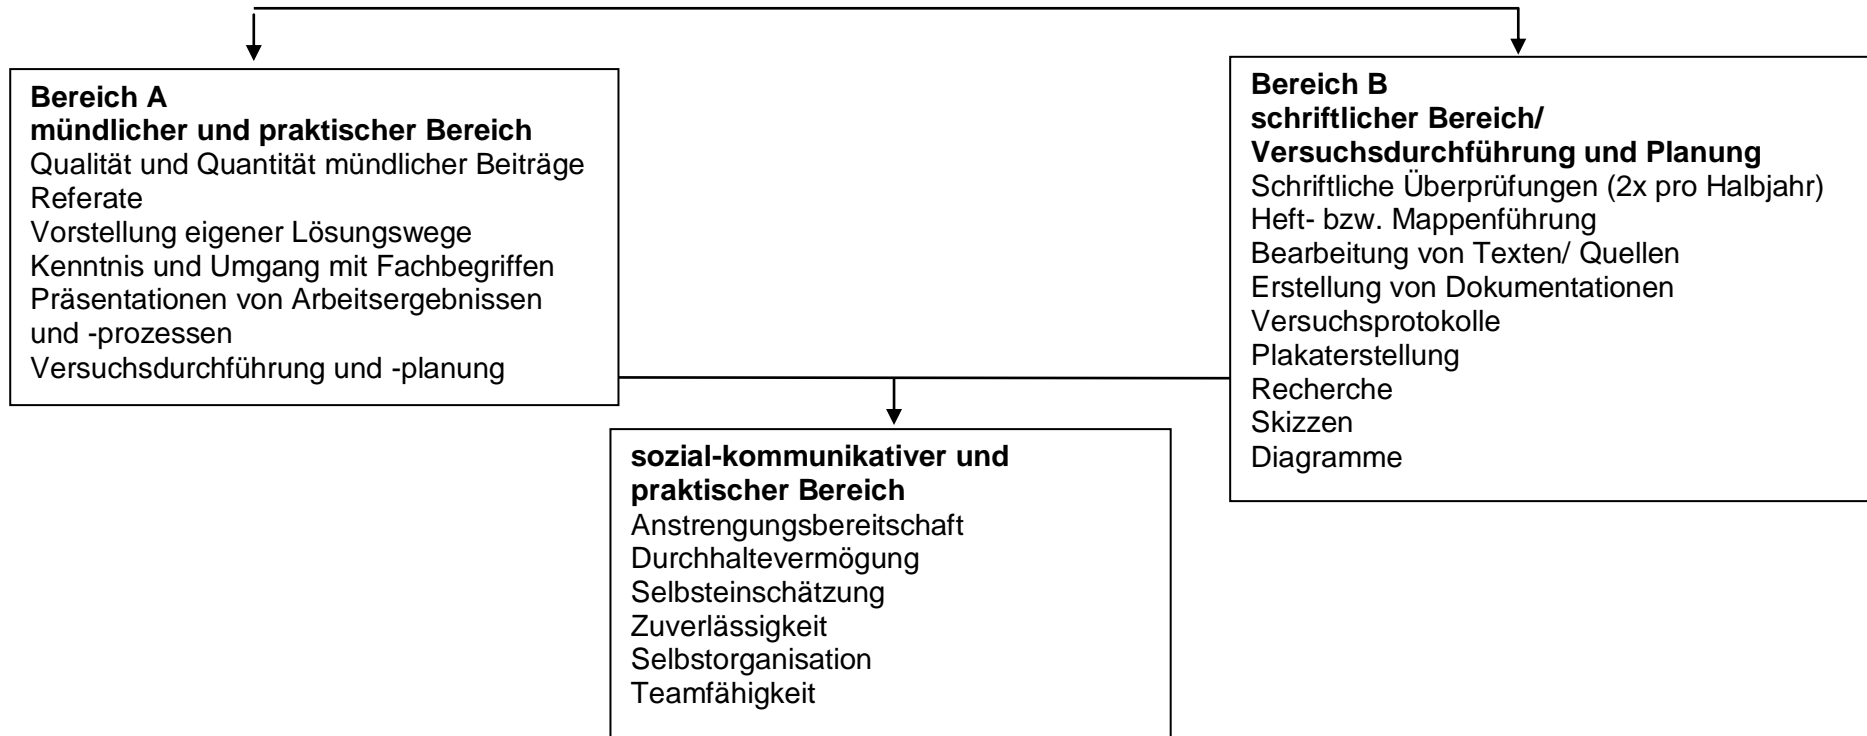 Bereich A
mündlicher und praktischer Bereich
Qualität und Quantität mündlicher Beiträge
Referate
Vorstellung eigener Lösungswege
Kenntnis und Umgang mit Fachbegriffen
Präsentationen von Arbeitsergebnissen
und -prozessen
Versuchsdurchführung und -planung
Bereich B
schriftlicher Bereich/
Versuchsdurchführung und Planung
Schriftliche Überprüfungen (2x pro Halbjahr)
Heft- bzw. Mappenführung
Bearbeitung von Texten/ Quellen
Erstellung von Dokumentationen
Versuchsprotokolle
Plakaterstellung
Recherche
Skizzen
Diagramme
sozial-kommunikativer und
praktischer Bereich
Anstrengungsbereitschaft
Durchhaltevermögung
Selbsteinschätzung
Zuverlässigkeit
Selbstorganisation
Teamfähigkeit